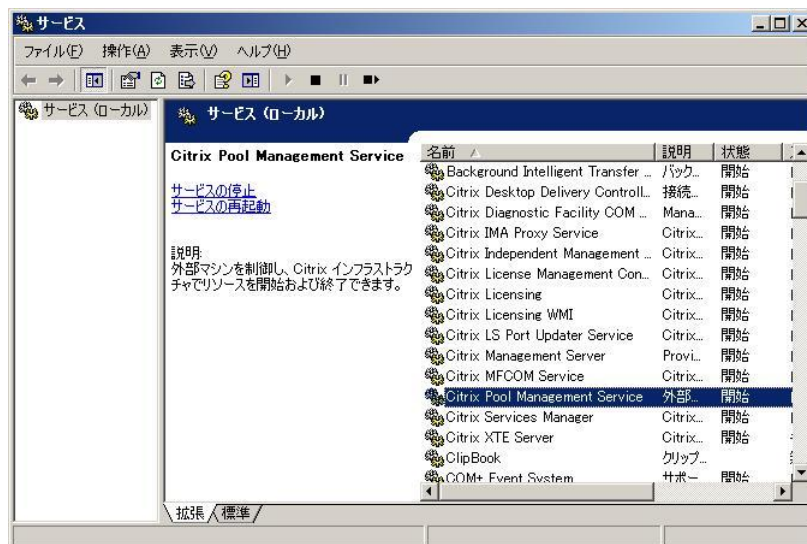 サービス
ファイル(F) 操作(A) 表示(V) ヘルプ(H)
サービス (ローカル)
サービス (ローカル)
Citrix Pool Management Service
サービスの停止
サービスの再起動
説明:
外部マシンを制御し、Citrix インフラストラク
チャでリソースを開始および終了できます。
名前 説明 状態
Background Intelligent Transfer ... バック... 開始
Citrix Desktop Delivery Controll... 接続... 開始
Citrix Diagnostic Facility COM ... Mana... 開始
Citrix IMA Proxy Service Citrix... 開始
Citrix Independent Management ... Citrix... 開始
Citrix License Management Con... Citrix... 開始
Citrix Licensing Citrix... 開始
Citrix Licensing WMI Citrix... 開始
Citrix LS Port Updater Service Citrix... 開始
Citrix Management Server Provi... 開始
Citrix MFCOM Service Citrix... 開始
Citrix Pool Management Service 外部... 開始
Citrix Services Manager Citrix... 開始
Citrix XTE Server Citrix... 開始
ClipBook クリップ...
COM+ Event System サポー... 開始
拡張 標準